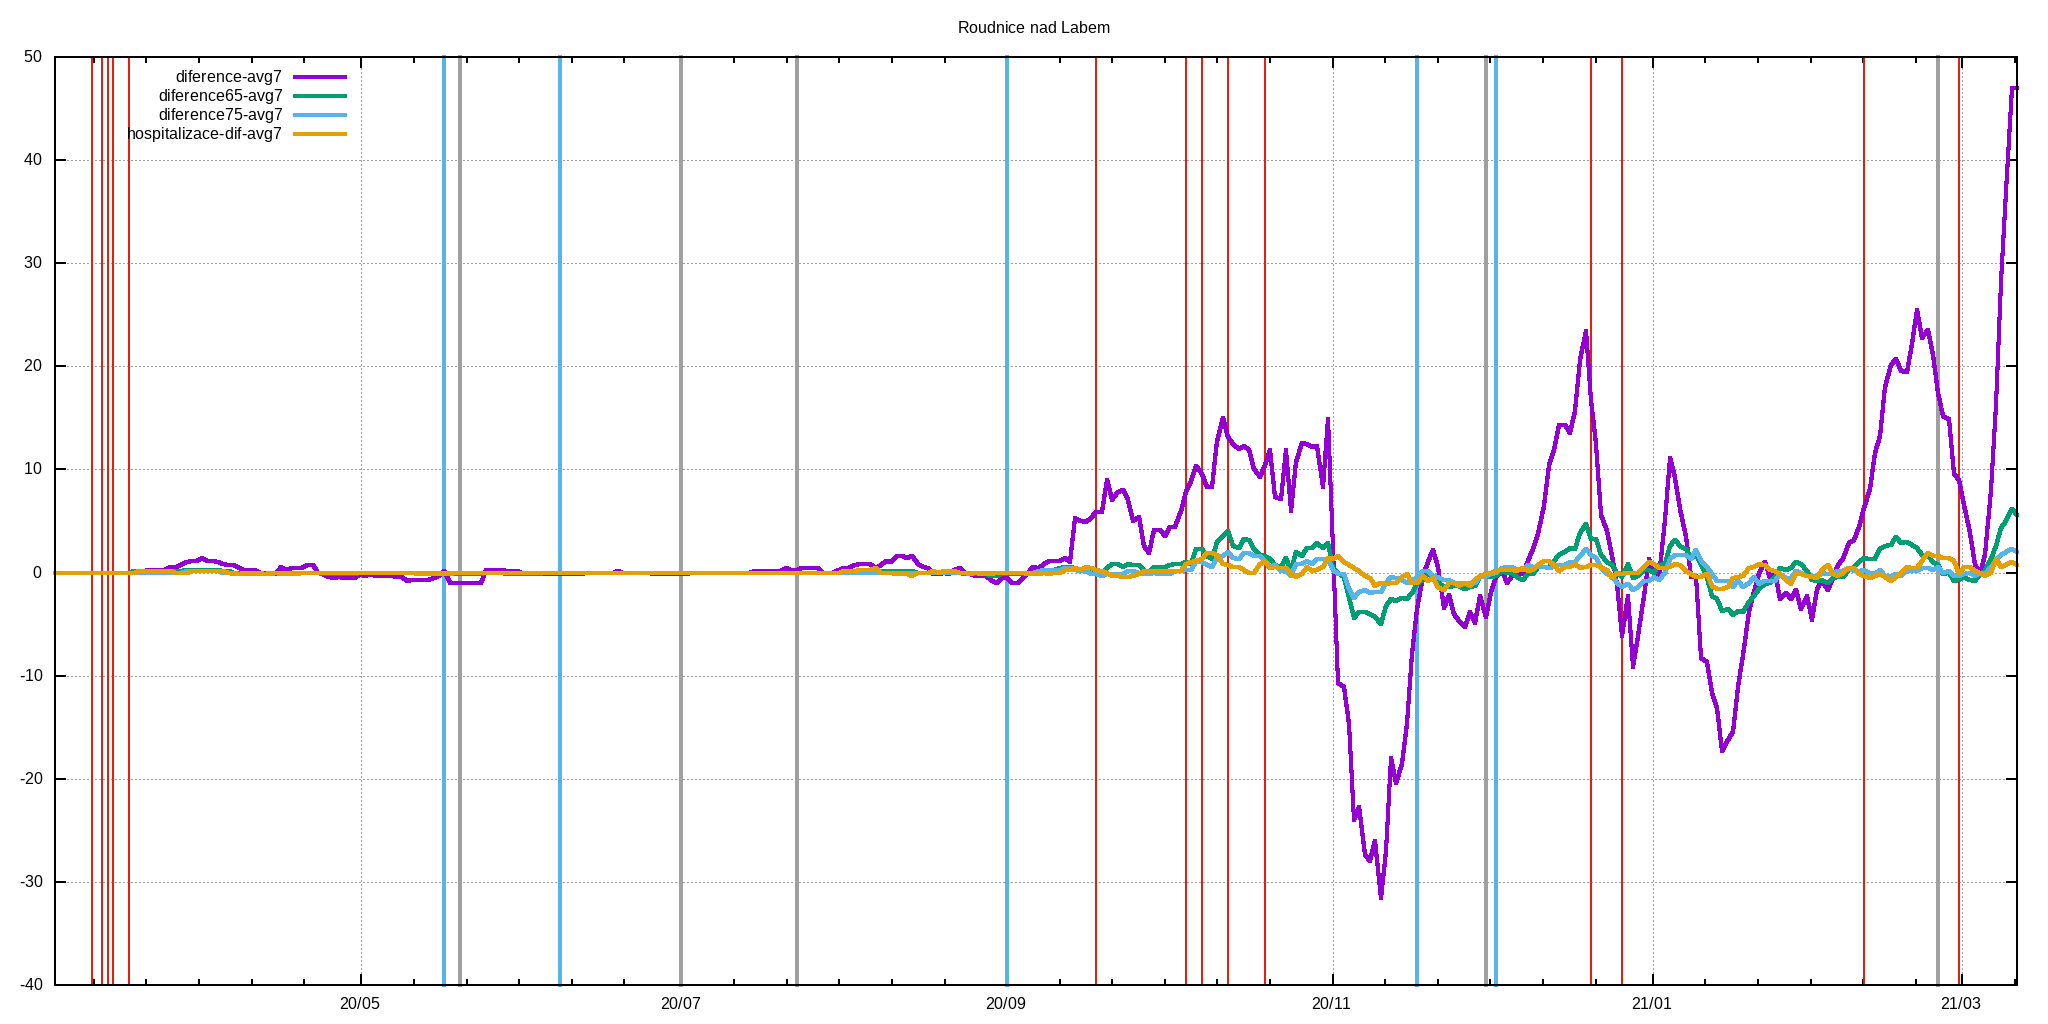 Roudnice nad Labem
50
diference-avg7
diference65-avg7
diference75-avg7
hospitalizace-dif-avg7
40
30
20
10
0
-10
-20
-30
-40
20/05 20/07 20/09 20/11 21/01 21/03